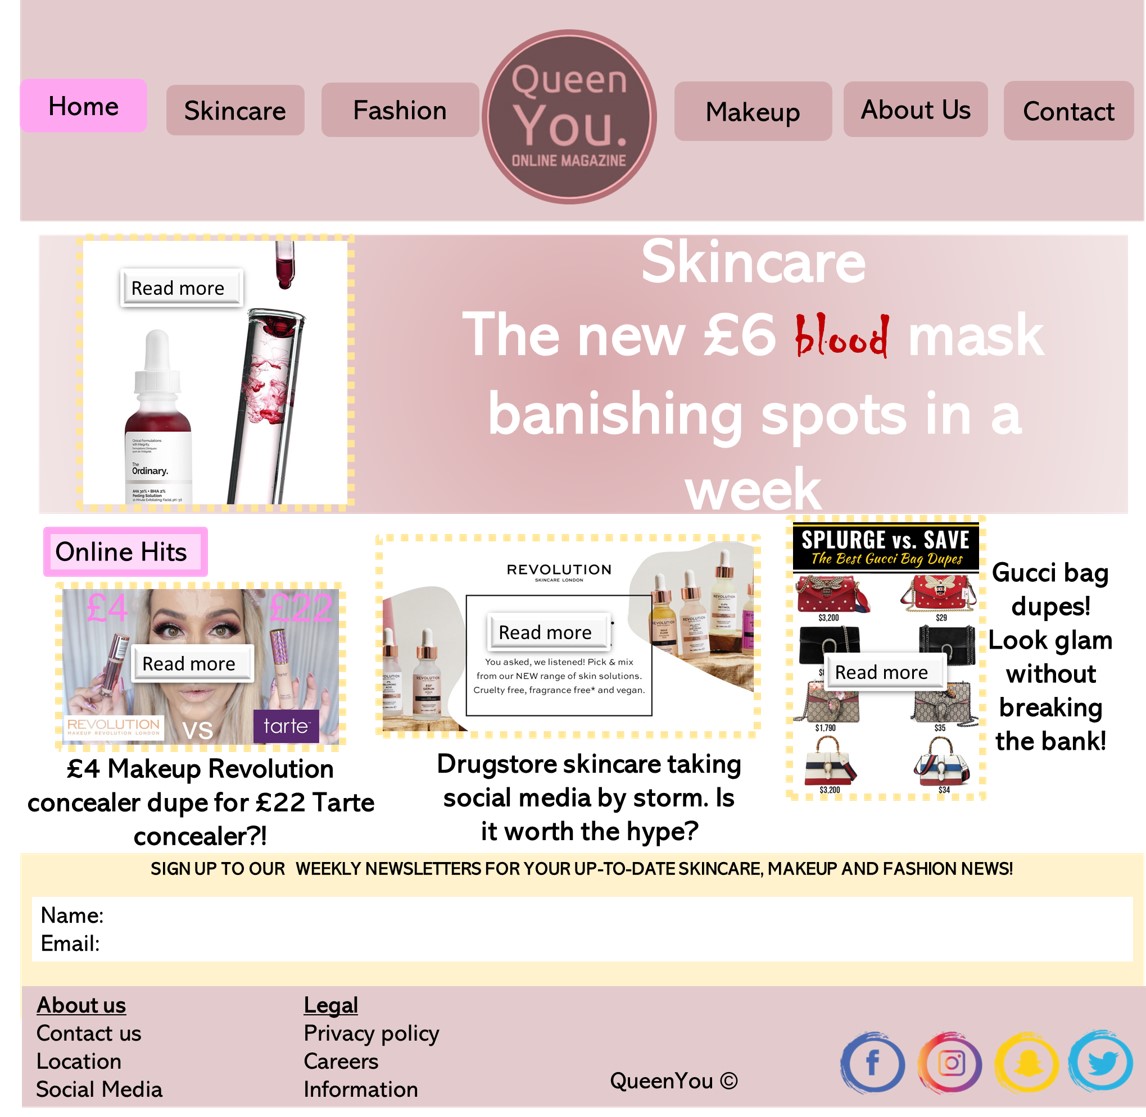 Home
Skincare
Fashion
Queen
You.
ONLINE MAGAZINE
Makeup
About Us
Contact
Read more
The
Ordinary.
Peeling Solution
Skincare
The new £6 blood mask
banishing spots in a
week
Online Hits
£4
£22
Read more
REVOLUTION
MAKEUP REVOLUTION LONDON
VS
tarte
£4 Makeup Revolution
concealer dupe for £22 Tarte
concealer?!
REVOLUTION
SKINCARE LONDON
Read more
You asked, we listened! Pick & mix
from our NEW range of skin solutions.
Cruelty free, fragrance free* and vegan.
Drugstore skincare taking
social media by storm. Is
it worth the hype?
SPLURGE vs. SAVE
The Best Gucci Bag Dupes
$3,200
$29
Read more
$1,790
$35
$3,200
$34
Gucci bag
dupes!
Look glam
without
breaking
the bank!
SIGN UP TO OUR WEEKLY NEWSLETTERS FOR YOUR UP-TO-DATE SKINCARE, MAKEUP AND FASHION NEWS!
Name:
Email:
About us
Contact us
Location
Social Media
Legal
Privacy policy
Careers
Information
QueenYou ©